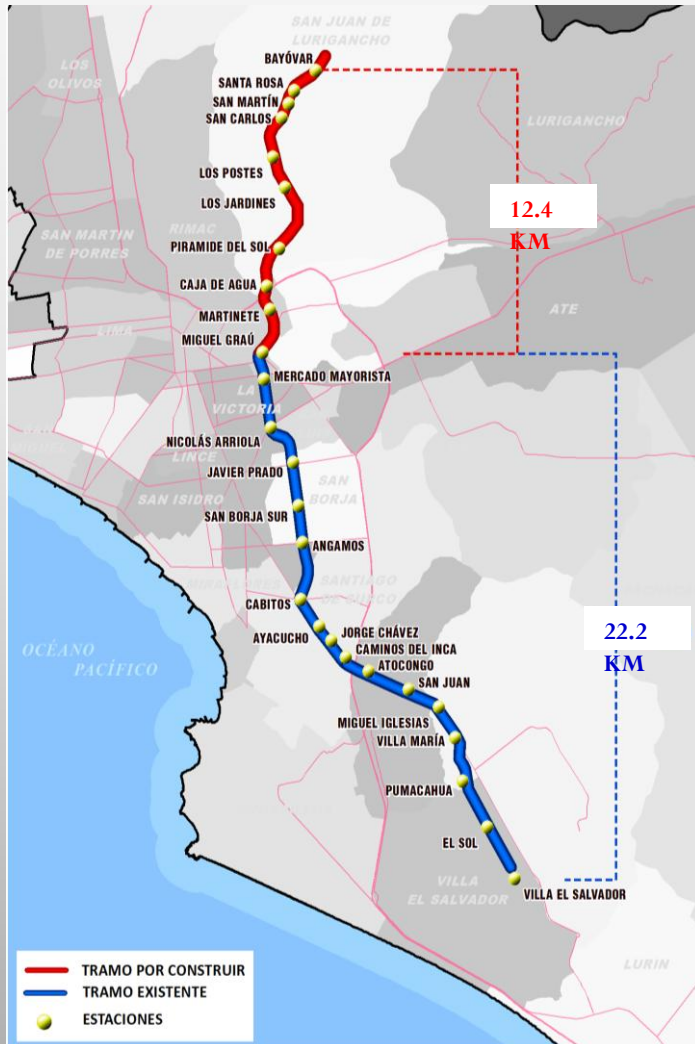 SAN JUAN DE
LURIGANCHO
BAYÓVAR
LOS
OLIVOS
SANTA ROSA
SAN MARTÍN
SAN CARLOS
LURIGANCHO
LOS POSTES
LOS JARDINES
12.4
KM
SAN MARTIN
DE PORRES
RIMAC
PIRAMIDE DEL SOL
CAJA DE AGUA
MARTINETE
ATE
LIMA
MIGUEL GRAÚ
MERCADO MAYORISTA
LA
VICTORIA
NICOLÁS ARRIOLA
LINCE
JAVIER PRADO
SAN ISIDRO
SAN
BORJA
SAN BORJA SUR
ANGAMOS
MIRAFLORES
SANTIAGO
DE SURCO
CABITOS
AYACUCHO
JORGE CHÁVEZ
CAMINOS DEL INCA
ATOCONGO
22.2
KM
OCÉANO
PACÍFICO
SAN JUAN
MIGUEL IGLESIAS
VILLA MARÍA
PUMACAHUA
EL SOL
VILLA
EL SALVADOR
VILLA EL SALVADOR
LURIN
TRAMO POR CONSTRUIR
TRAMO EXISTENTE
ESTACIONES